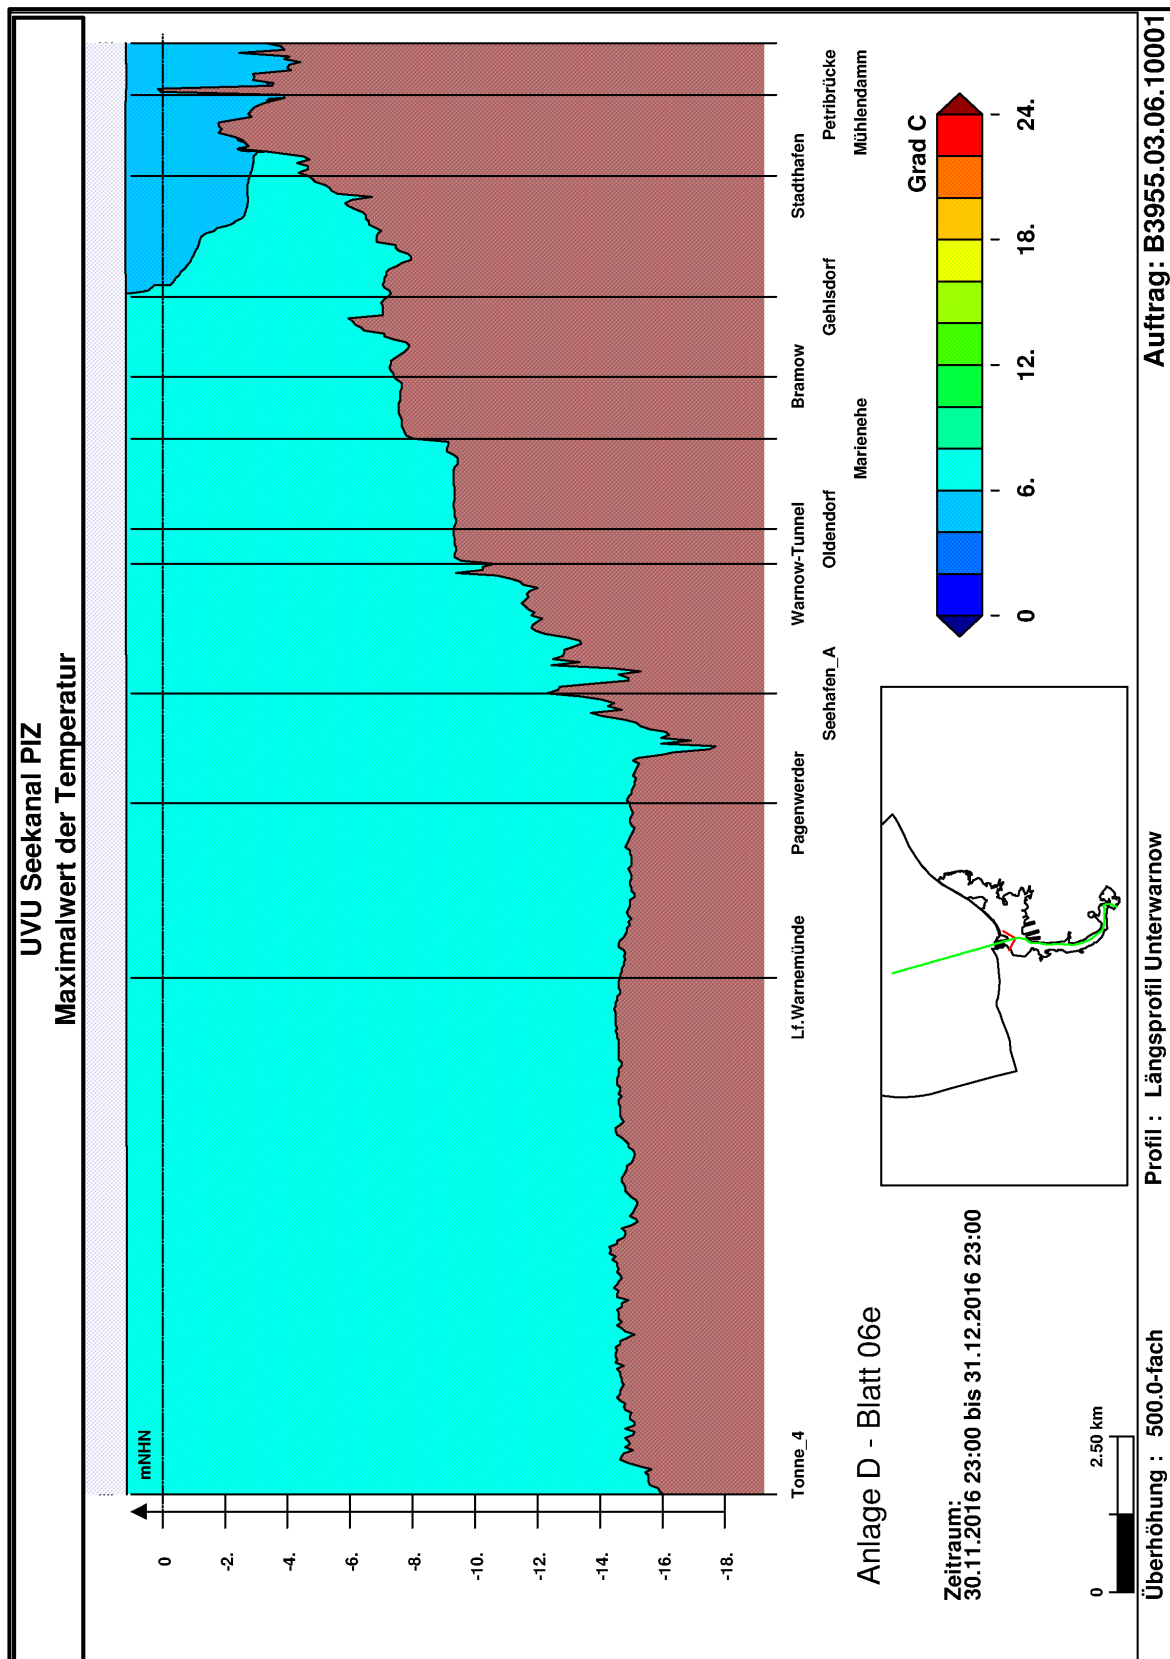 UVU Seekanal PIZ
Maximalwert der Temperatur
mNHN
0
-2.
-4.
-6.
-8.
-10.
-12.
-14.
-16.
-18.
Tonne_4
Lf.Warnemünde
Pagenwerder
Seehafen_A
Warnow-Tunnel
Oldendorf
Marienehe
Bramow
Gehlsdorf
Stadthafen
Mühlendamm
Petribrücke
Anlage D - Blatt 06e
Zeitraum:
30.11.2016 23:00 bis 31.12.2016 23:00
0 2.50 km
Grad C
0 6. 12. 18. 24.
Überhöhung : 500.0-fach
Profil : Längsprofil Unterwarnow
Auftrag: B3955.03.06.10001